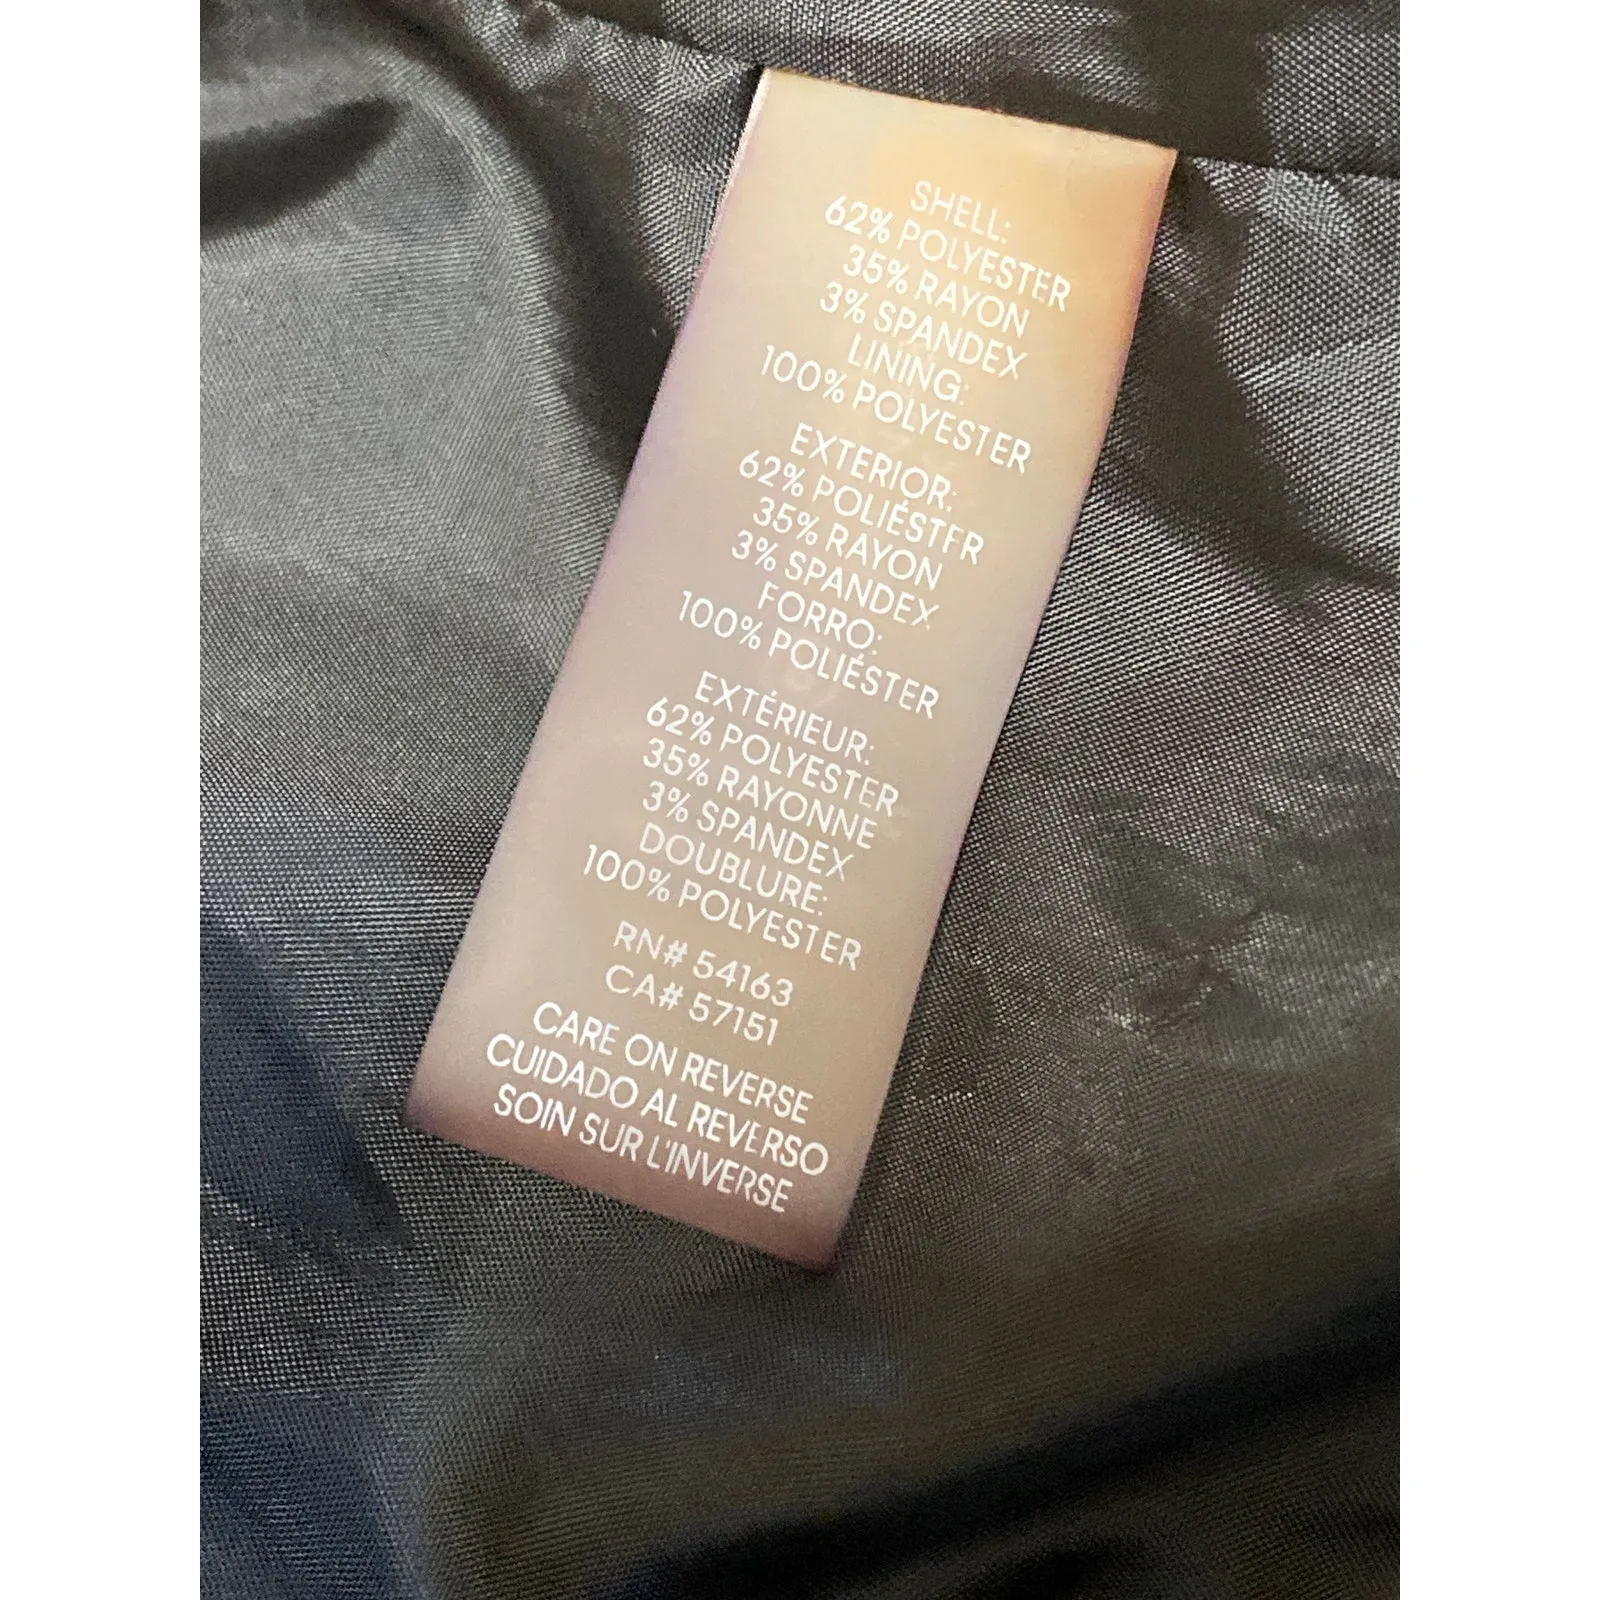 SHELL:
62% POLYESTER
35% RAYON
3% SPANDEX
LINING:
100% POLYESTER
EXTERIOR:
62% POLIÉSTER
35% RAYON
3% SPANDEX
FORRO:
100% POLIÉSTER
EXTÉRIEUR:
62% POLYESTER
35% RAYONNE
3% SPANDEX
DOUBLURE:
100% POLYESTER
RN# 54163
CA# 57151
CARE ON REVERSE
CUIDADO AL REVERSO
SOIN SUR L'INVERSE